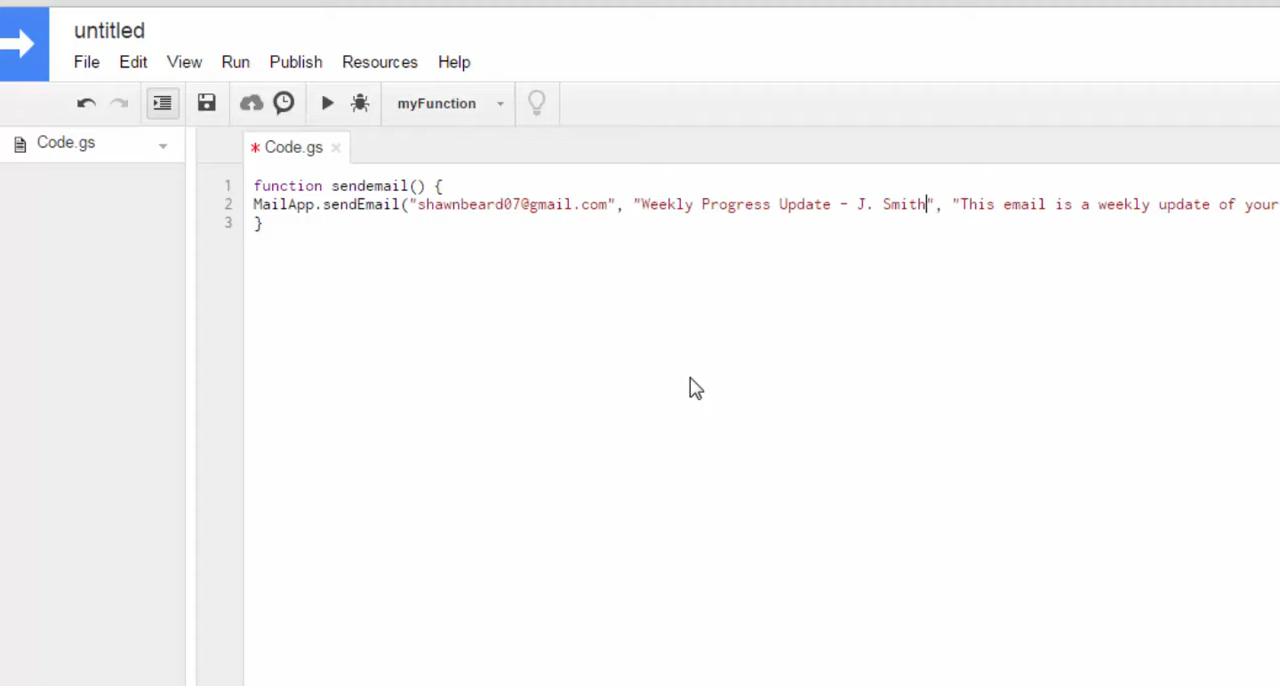 untitled
File Edit View Run Publish Resources Help
myFunction
Code.gs
* Code.gs ×
1 function sendemail() {
2 MailApp.sendEmail("shawnbeard07@gmail.com", "Weekly Progress Update - J. Smith", "This email is a weekly update of your
3 }